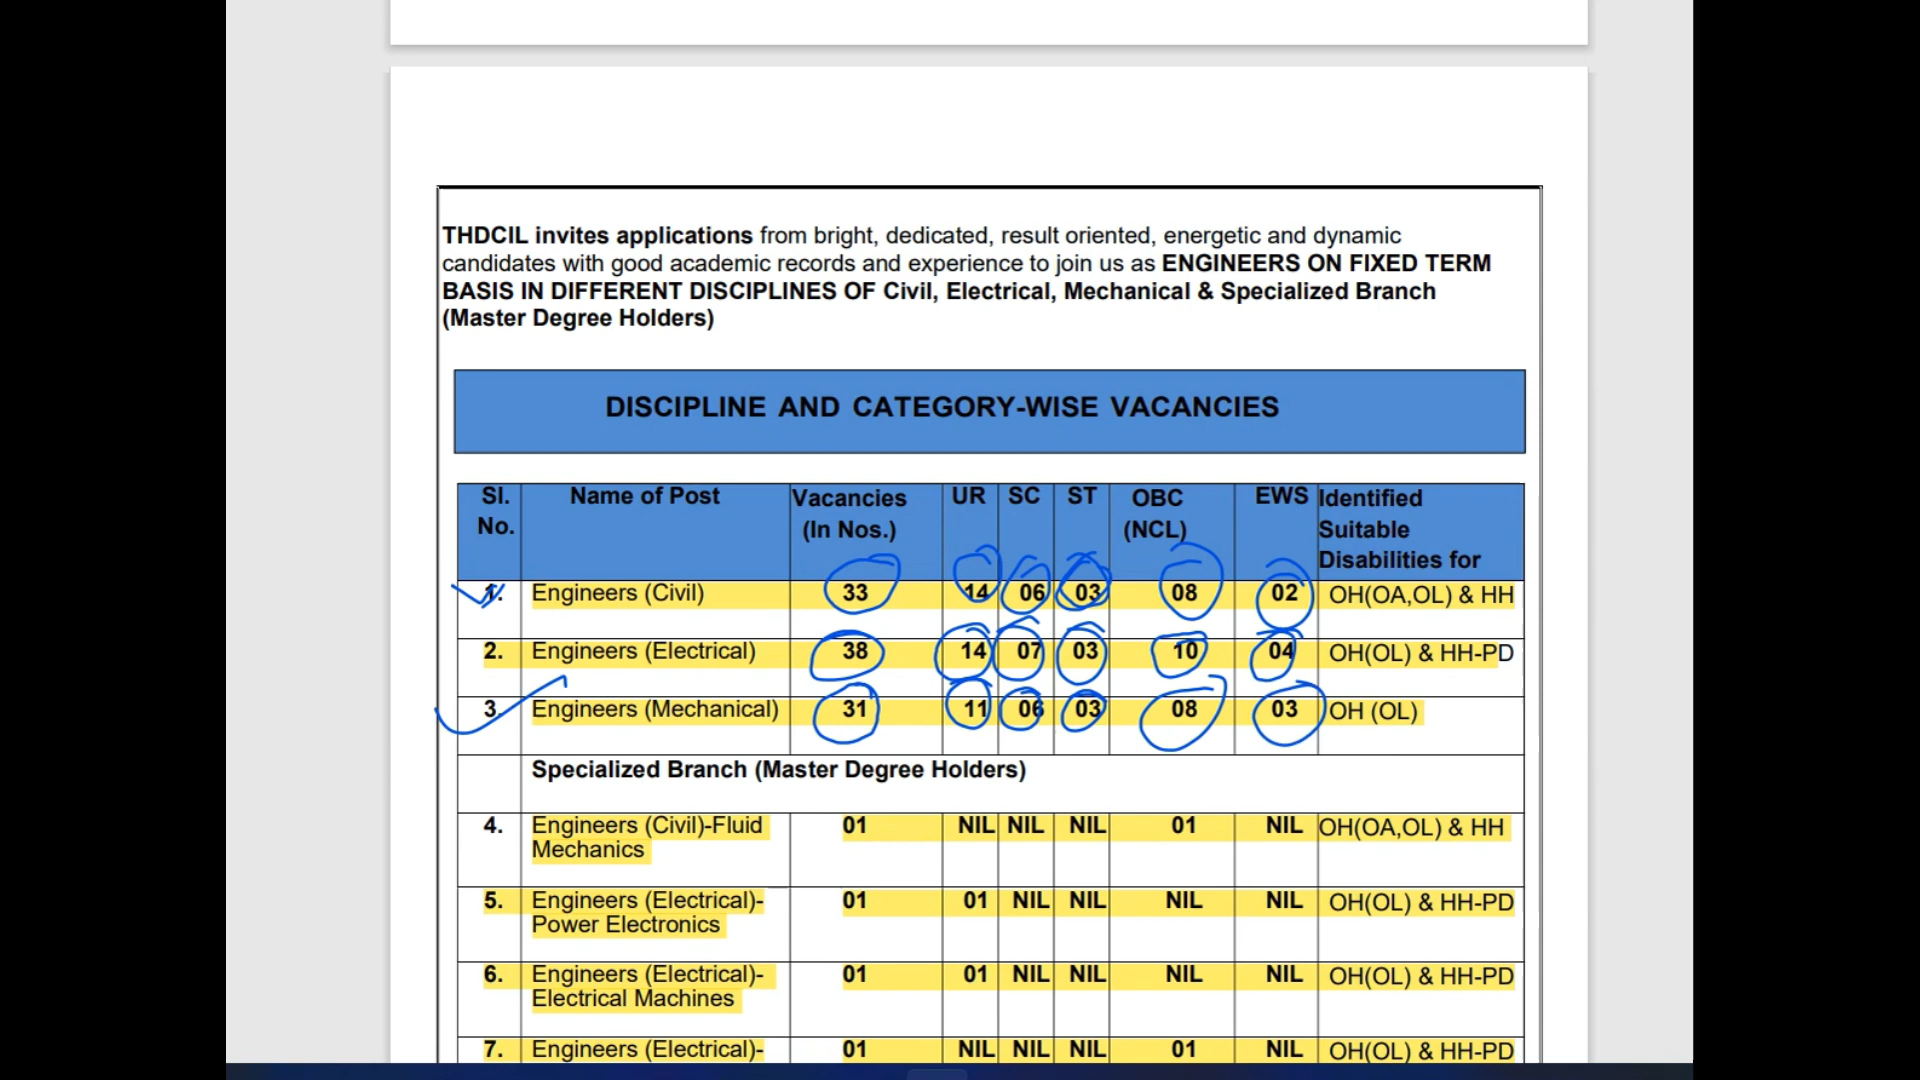 THDCIL invites applications from bright, dedicated, result oriented, energetic and dynamic
candidates with good academic records and experience to join us as ENGINEERS ON FIXED TERM
BASIS IN DIFFERENT DISCIPLINES OF Civil, Electrical, Mechanical & Specialized Branch
(Master Degree Holders)
DISCIPLINE AND CATEGORY-WISE VACANCIES
Sl. No. Name of Post Vacancies (In Nos.) UR SC ST OBC (NCL) EWS Identified Suitable Disabilities for
1. Engineers (Civil) 33 14 06 03 08 02 OH(OA,OL) & HH
2. Engineers (Electrical) 38 14 07 03 10 04 OH(OL) & HH-PD
3. Engineers (Mechanical) 31 11 06 03 08 03 OH (OL)
Specialized Branch (Master Degree Holders)
4. Engineers (Civil)-Fluid Mechanics 01 NIL NIL NIL 01 NIL OH(OA,OL) & HH
5. Engineers (Electrical)- Power Electronics 01 01 NIL NIL NIL NIL OH(OL) & HH-PD
6. Engineers (Electrical)- Electrical Machines 01 01 NIL NIL NIL NIL OH(OL) & HH-PD
7. Engineers (Electrical)- 01 NIL NIL NIL 01 NIL OH(OL) & HH-PD